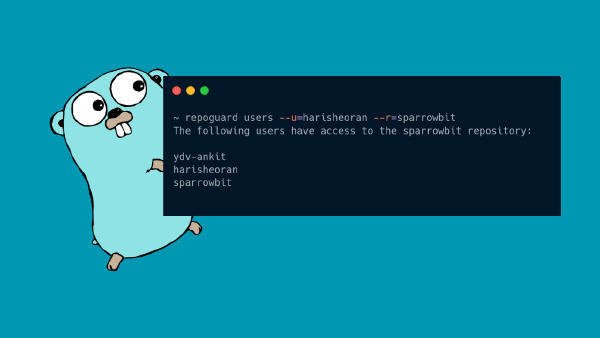 ~ repoguard users --u=harisheoran --r=sparrowbit
The following users have access to the sparrowbit repository:
ydv-ankit
harisheoran
sparrowbit